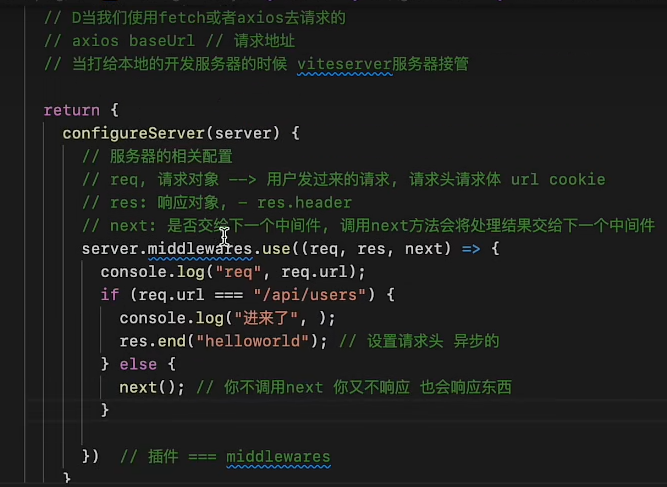 // D当我们使用fetch或者axios去请求的
// axios baseUrl // 请求地址
// 当打给本地的开发服务器的时候 viteserver服务器接管
return {
configureServer(server) {
// 服务器的相关配置
// req, 请求对象 --> 用户发过来的请求, 请求头请求体 url cookie
// res: 响应对象, - res.header
// next: 是否交给下一个中间件, 调用next方法会将处理结果交给下一个中间件
server.middlewares.use((req, res, next) => {
console.log("req", req.url);
if (req.url === "/api/users") {
console.log("进来了", );
res.end("helloworld"); // 设置请求头 异步的
} else {
next(); // 你不调用next 你又不响应 也会响应东西
}
}) // 插件 === middlewares
}